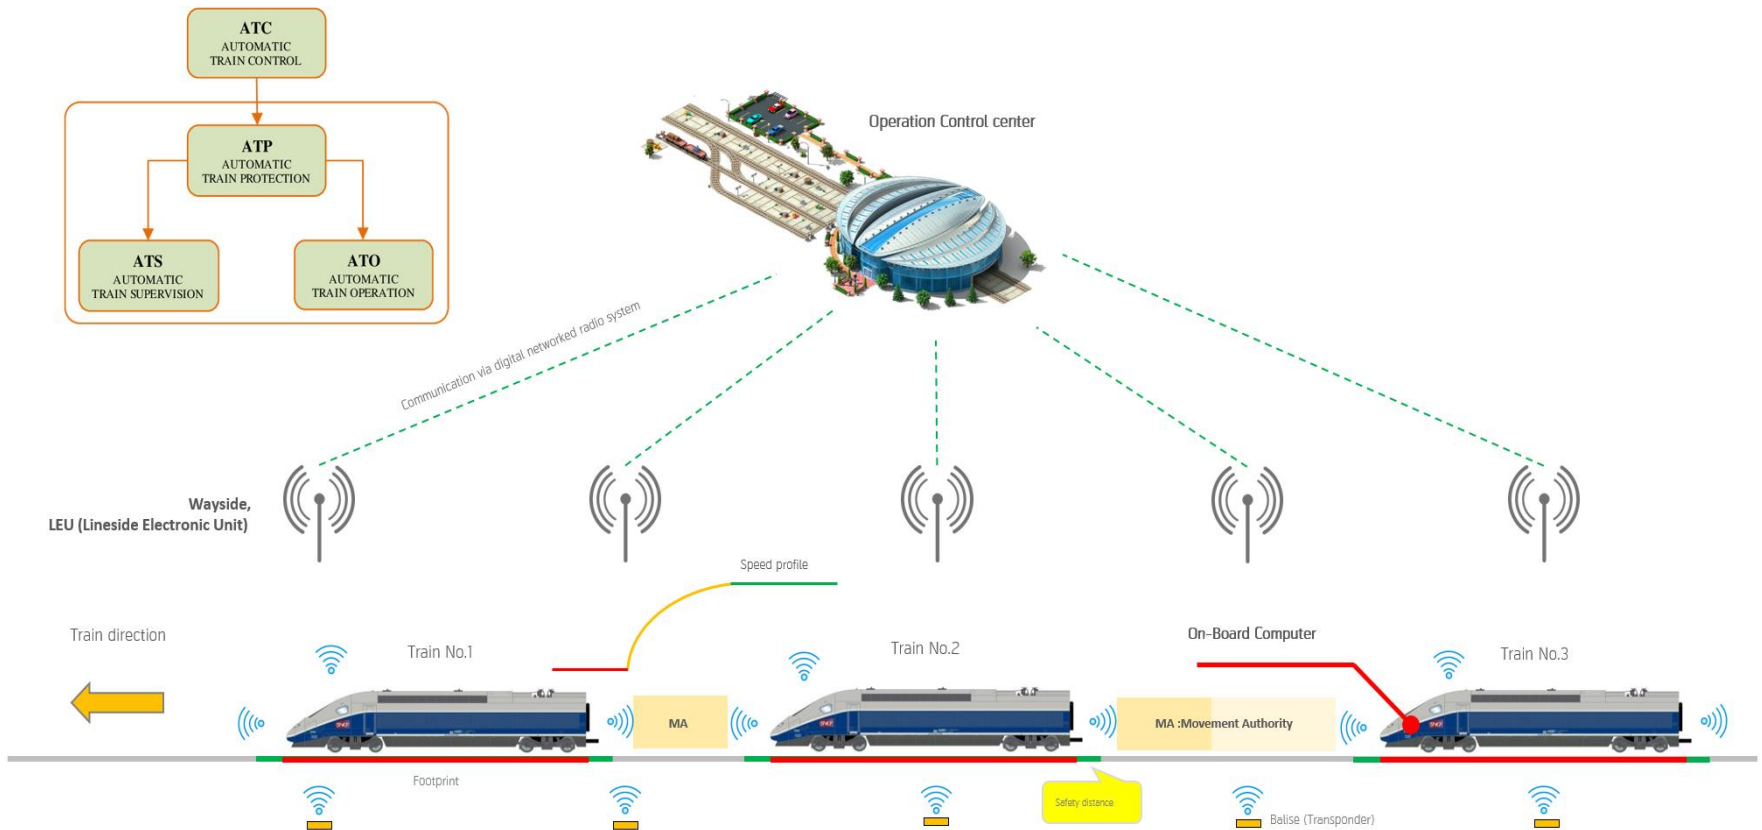 ATC
AUTOMATIC
TRAIN CONTROL
ATP
AUTOMATIC
TRAIN PROTECTION
ATS
AUTOMATIC
TRAIN SUPERVISION
ATO
AUTOMATIC
TRAIN OPERATION
Operation Control center
Communication via digital networked radio system
Wayside,
LEU (Lineside Electronic Unit)
Speed profile
Train direction
Train No.1
Train No.2
On-Board Computer
Train No.3
MA
MA :Movement Authority
Footprint
Safety distance
Balise (Transponder)